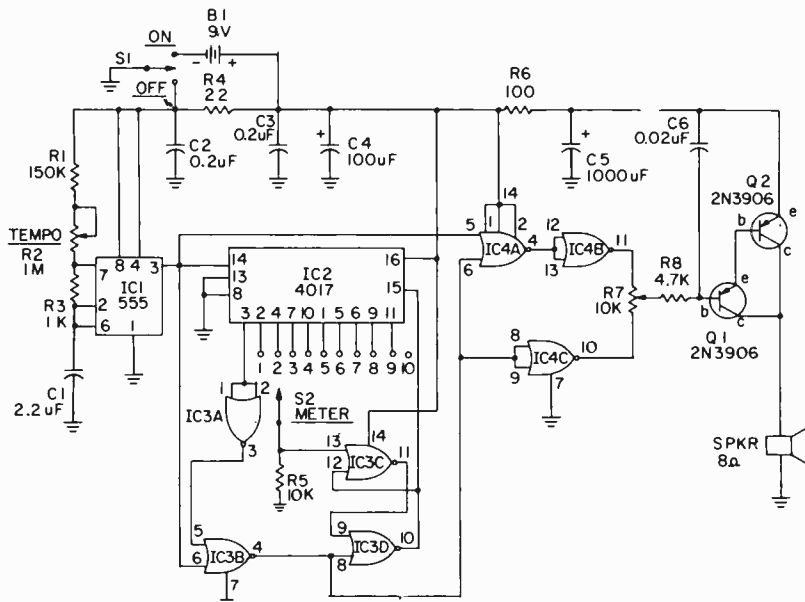 B1
9V
ON
S1
- +
OFF
R4
22
C2
0.2uF
C3
0.2uF
+
C4
100uF
R6
100
+
C5
1000uF
C6
0.02uF
Q2
2N3906
e
b
c
R1
150K
TEMPO
R2
1M
R3
1K
C1
2.2uF
8 4 3
7
2
6
IC1
555
1
14
13
8
IC2
4017
16
15
3 2 4 7 10 1 5 6 9 11
1 2 3 4 5 6 7 8 9 10
5 1 14 2
6
IC4A
4
12
13
IC4B
11
R7
10K
R8
4.7K
e
b
c
Q1
2N3906
8
9
IC4C
10
7
1 2
IC3A
3
S2
METER
R5
10K
13
12
14
IC3C
11
5
6
IC3B
4
7
9
8
IC3D
10
SPKR
8Ω